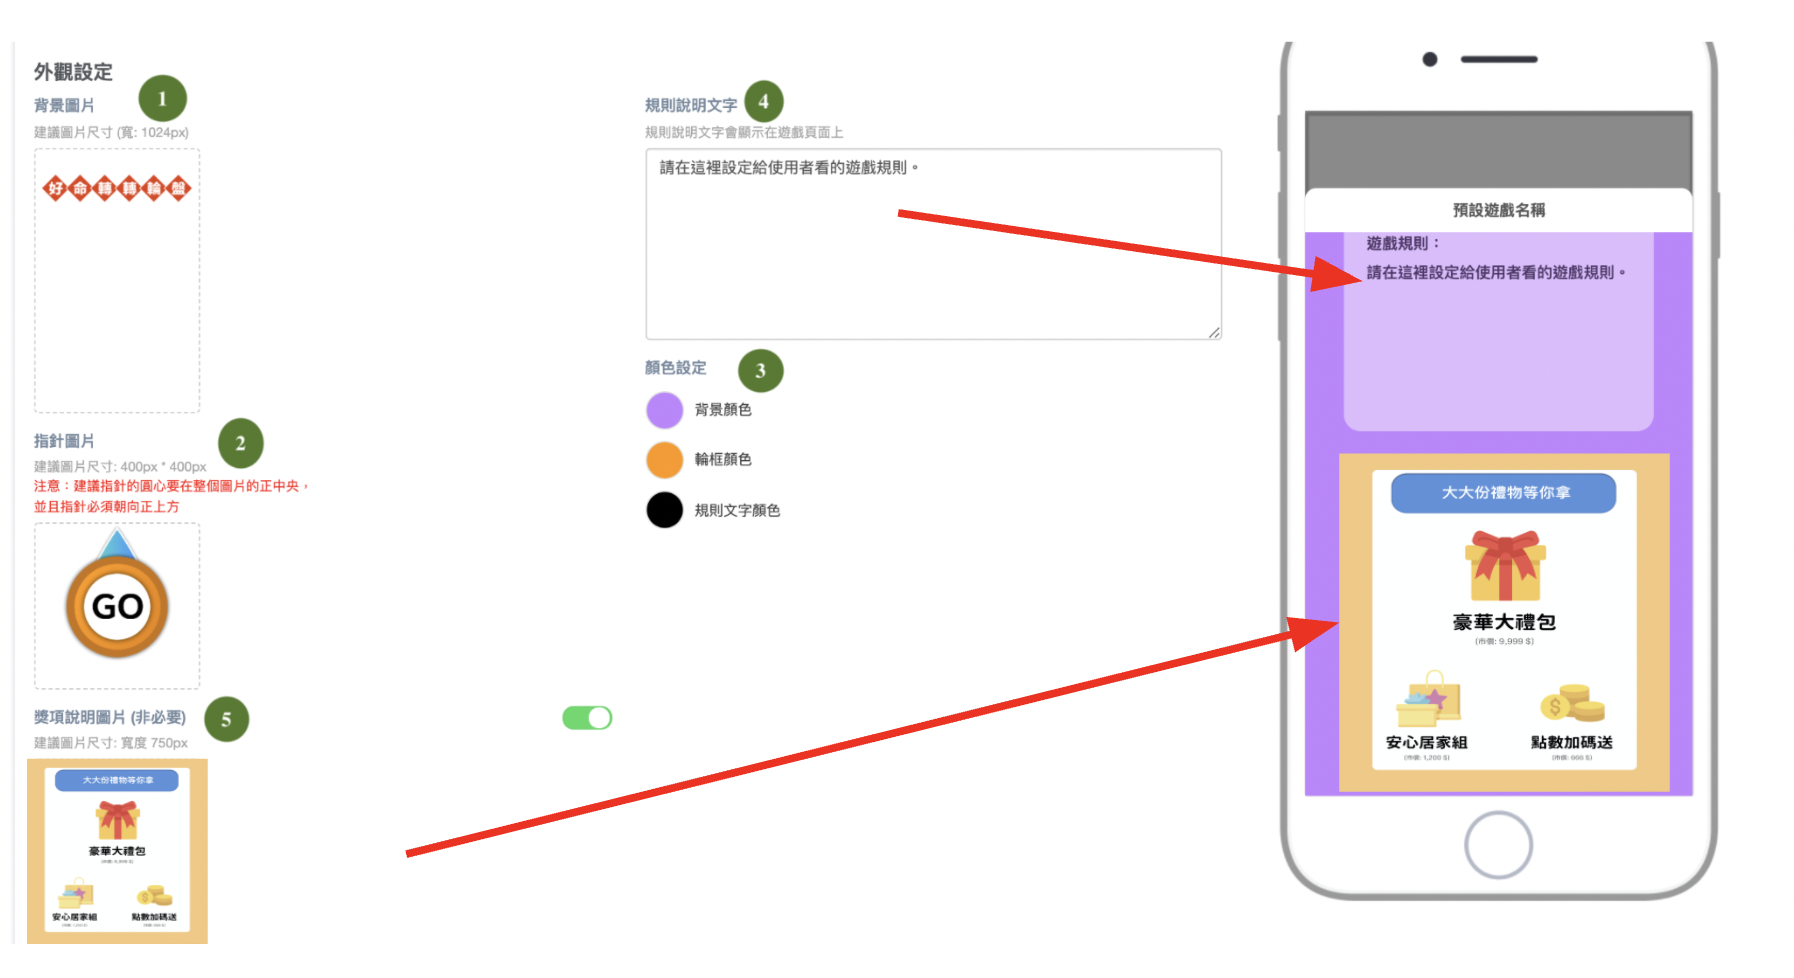 外觀設定
背景圖片 1
建議圖片尺寸 (寬: 1024px)
好命轉轉輪盤
指針圖片 2
建議圖片尺寸: 400px * 400px
注意：建議指針的圓心要在整個圖片的正中央，
並且指針必須朝向正上方
GO
獎項說明圖片 (非必要) 5
建議圖片尺寸: 寬度 750px
大大份禮物等你拿
豪華大禮包
(市價: 9,999 $)
安心居家組 點數加碼送
(市價: 1,200 $)
規則說明文字 4
規則說明文字會顯示在遊戲頁面上
請在這裡設定給使用者看的遊戲規則。
顏色設定 3
背景顏色
輪框顏色
規則文字顏色
預設遊戲名稱
遊戲規則：
請在這裡設定給使用者看的遊戲規則。
大大份禮物等你拿
豪華大禮包
(市價: 9,999 $)
安心居家組 點數加碼送
(市價: 1,200 $) (市價: 666 $)